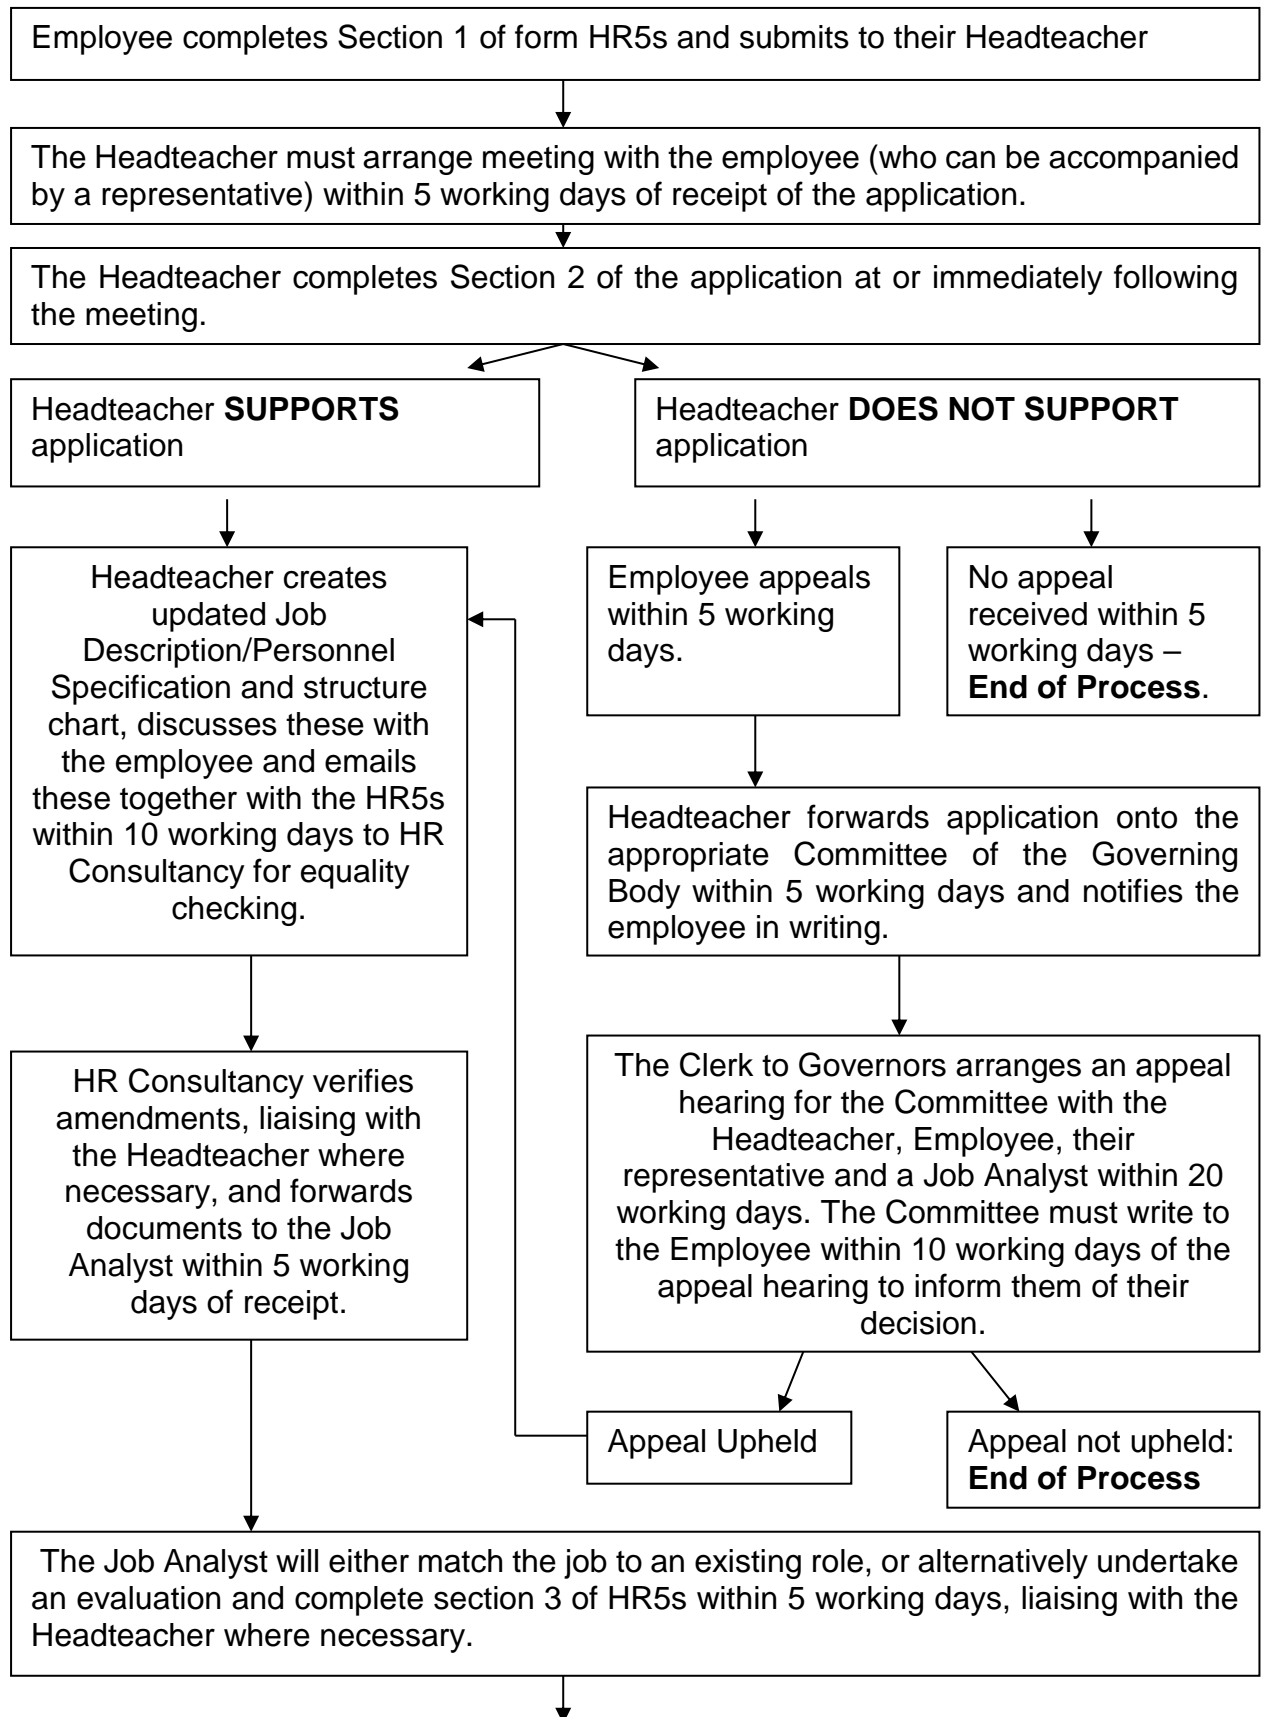 Employee completes Section 1 of form HR5s and submits to their Headteacher
The Headteacher must arrange meeting with the employee (who can be accompanied
by a representative) within 5 working days of receipt of the application.
The Headteacher completes Section 2 of the application at or immediately following
the meeting.
Headteacher SUPPORTS
application
Headteacher DOES NOT SUPPORT
application
Headteacher creates
updated Job
Description/Personnel
Specification and structure
chart, discusses these with
the employee and emails
these together with the HR5s
within 10 working days to HR
Consultancy for equality
checking.
Employee appeals
within 5 working
days.
No appeal
received within 5
working days –
End of Process.
Headteacher forwards application onto the
appropriate Committee of the Governing
Body within 5 working days and notifies the
employee in writing.
HR Consultancy verifies
amendments, liaising with
the Headteacher where
necessary, and forwards
documents to the Job
Analyst within 5 working
days of receipt.
The Clerk to Governors arranges an appeal
hearing for the Committee with the
Headteacher, Employee, their
representative and a Job Analyst within 20
working days. The Committee must write to
the Employee within 10 working days of the
appeal hearing to inform them of their
decision.
Appeal Upheld
Appeal not upheld:
End of Process
The Job Analyst will either match the job to an existing role, or alternatively undertake
an evaluation and complete section 3 of HR5s within 5 working days, liaising with the
Headteacher where necessary.